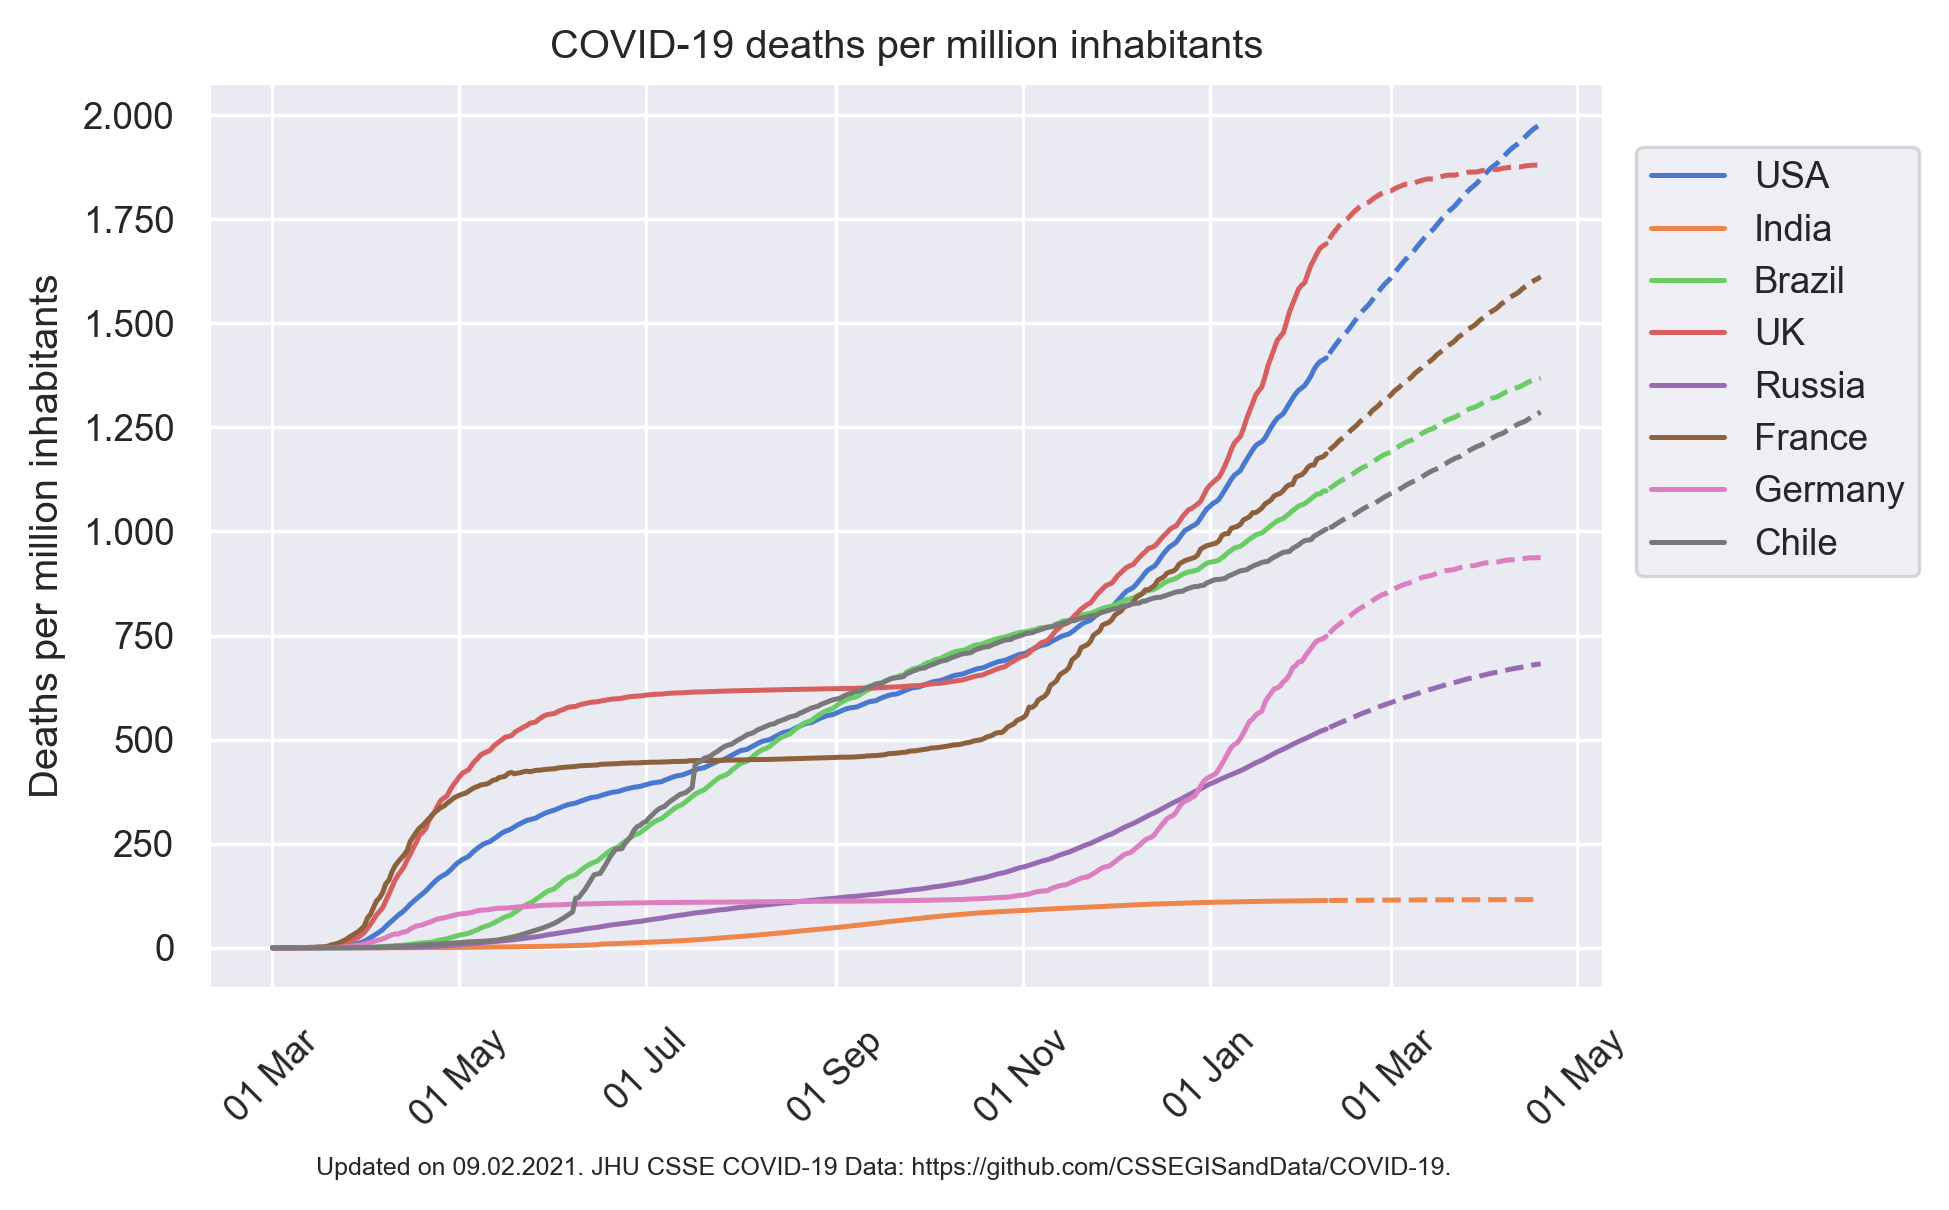 COVID-19 deaths per million inhabitants
Deaths per million inhabitants
2.000
1.750
1.500
1.250
1.000
750
500
250
0
01 Mar
01 May
01 Jul
01 Sep
01 Nov
01 Jan
01 Mar
01 May
USA
India
Brazil
UK
Russia
France
Germany
Chile
Updated on 09.02.2021. JHU CSSE COVID-19 Data: https://github.com/CSSEGISandData/COVID-19.